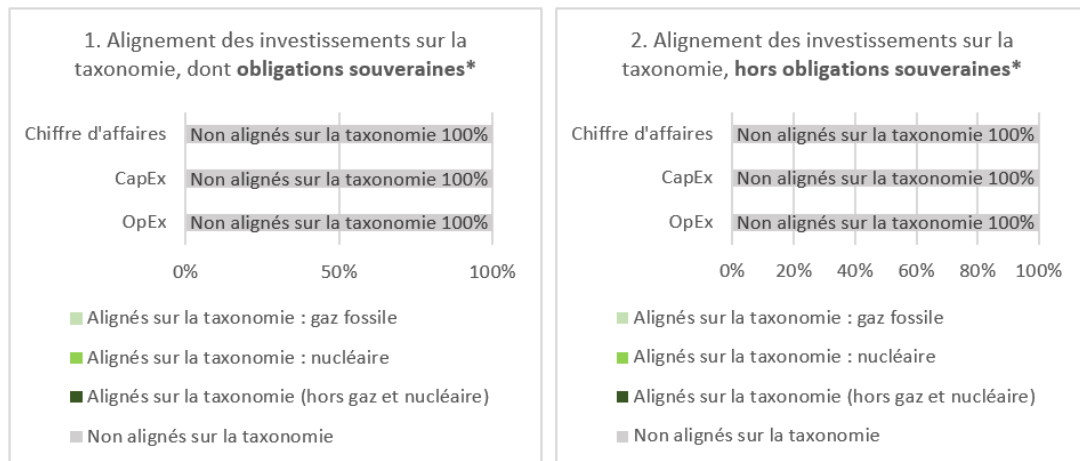 1. Alignement des investissements sur la
taxonomie, dont obligations souveraines*
Chiffre d'affaires
Non alignés sur la taxonomie 100%
CapEx
Non alignés sur la taxonomie 100%
OpEx
Non alignés sur la taxonomie 100%
0% 50% 100%
Alignés sur la taxonomie : gaz fossile
Alignés sur la taxonomie : nucléaire
Alignés sur la taxonomie (hors gaz et nucléaire)
Non alignés sur la taxonomie
2. Alignement des investissements sur la
taxonomie, hors obligations souveraines*
Chiffre d'affaires
Non alignés sur la taxonomie 100%
CapEx
Non alignés sur la taxonomie 100%
OpEx
Non alignés sur la taxonomie 100%
0% 20% 40% 60% 80% 100%
Alignés sur la taxonomie : gaz fossile
Alignés sur la taxonomie : nucléaire
Alignés sur la taxonomie (hors gaz et nucléaire)
Non alignés sur la taxonomie